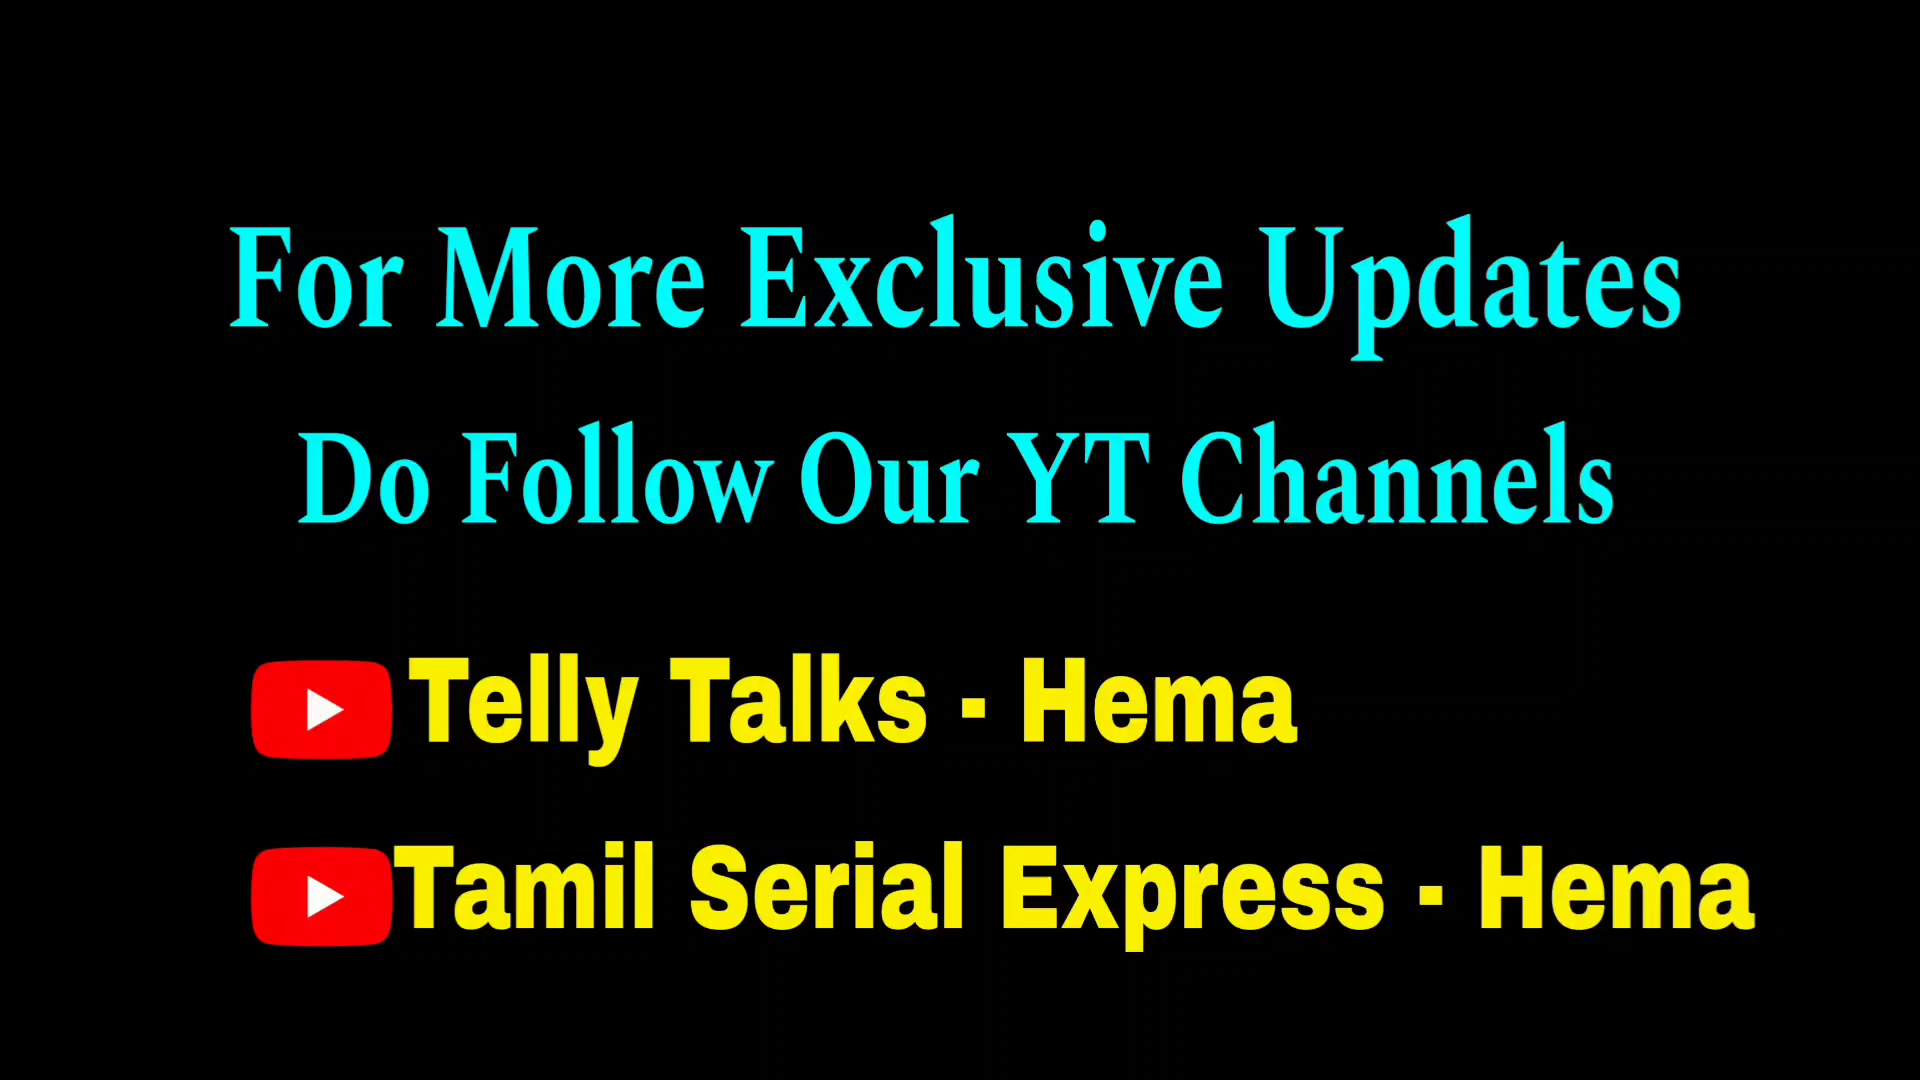 For More Exclusive Updates
Do Follow Our YT Channels
Telly Talks - Hema
Tamil Serial Express - Hema